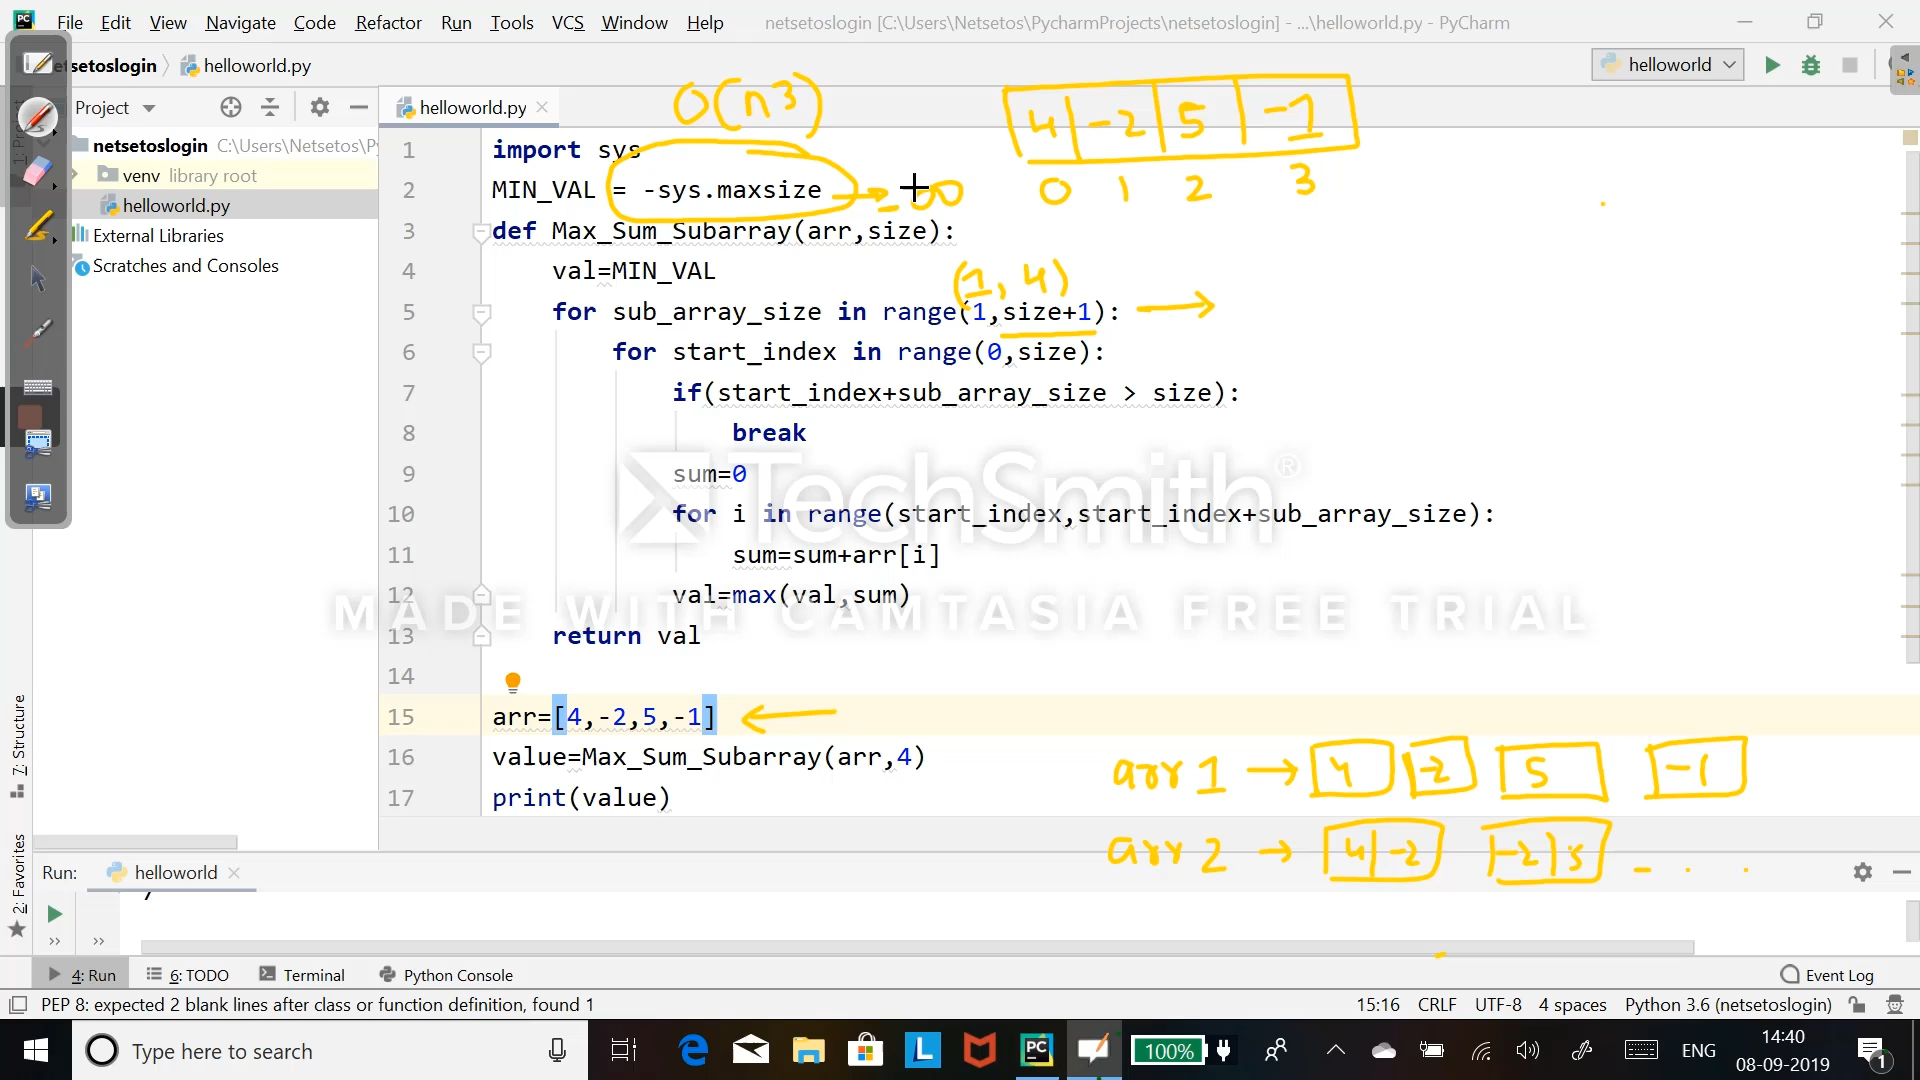 File Edit View Navigate Code Refactor Run Tools VCS Window Help netsetoslogin [C:\Users\Netsetos\PycharmProjects\netsetoslogin] - ...\helloworld.py - PyCharm
etsetoslogin helloworld.py helloworld
Project helloworld.py
netsetoslogin C:\Users\Netsetos\P
venv library root
helloworld.py
External Libraries
Scratches and Consoles
O(n3)
4 -2 5 -1
0 1 2 3
1 import sys
2 MIN_VAL = -sys.maxsize
-∞
3 def Max_Sum_Subarray(arr,size):
4 val=MIN_VAL
(1, 4)
5 for sub_array_size in range(1,size+1):
6 for start_index in range(0,size):
7 if(start_index+sub_array_size > size):
8 break
9 sum=0
10 for i in range(start_index,start_index+sub_array_size):
11 sum=sum+arr[i]
12 val=max(val,sum)
13 return val
14
15 arr=[4,-2,5,-1]
16 value=Max_Sum_Subarray(arr,4)
17 print(value)
TechSmith®
MADE WITH CAMTASIA FREE TRIAL
arr 1 → 4 -2 5 -1
arr 2 → 4 -2 -2 5 - . .
7: Structure
2: Favorites
Run: helloworld
4: Run 6: TODO Terminal Python Console Event Log
PEP 8: expected 2 blank lines after class or function definition, found 1 15:16 CRLF UTF-8 4 spaces Python 3.6 (netsetoslogin)
Type here to search 100% ENG 14:40
08-09-2019
1